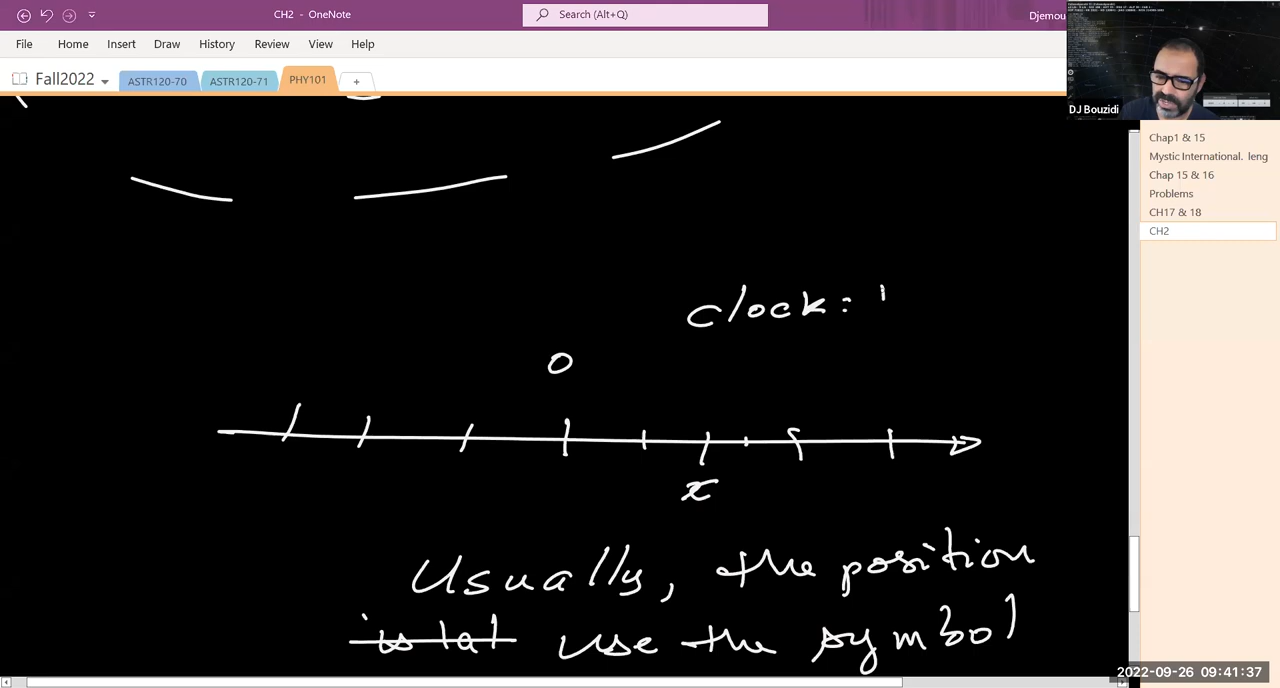 CH2 - OneNote
Search (Alt+Q)
Djemou
File Home Insert Draw History Review View Help
Fall2022 ASTR120-70 ASTR120-71 PHY101 +
DJ Bouzidi
Chap1 & 15
Mystic International. leng
Chap 15 & 16
Problems
CH17 & 18
CH2
clock:
0
x
Usually, the position
use the symbol
2022-09-26 09:41:37